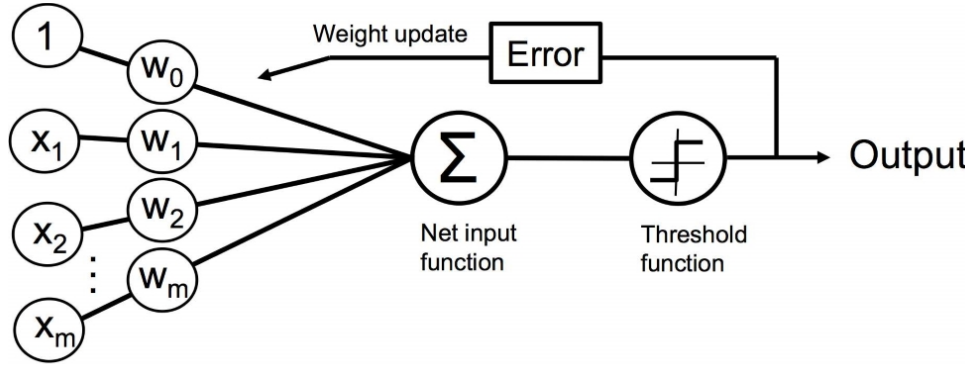 1
Weight update
Error
w₀
x₁
w₁
Σ
Output
x₂
w₂
Net input
function
Threshold
function
⋮
wₘ
xₘ